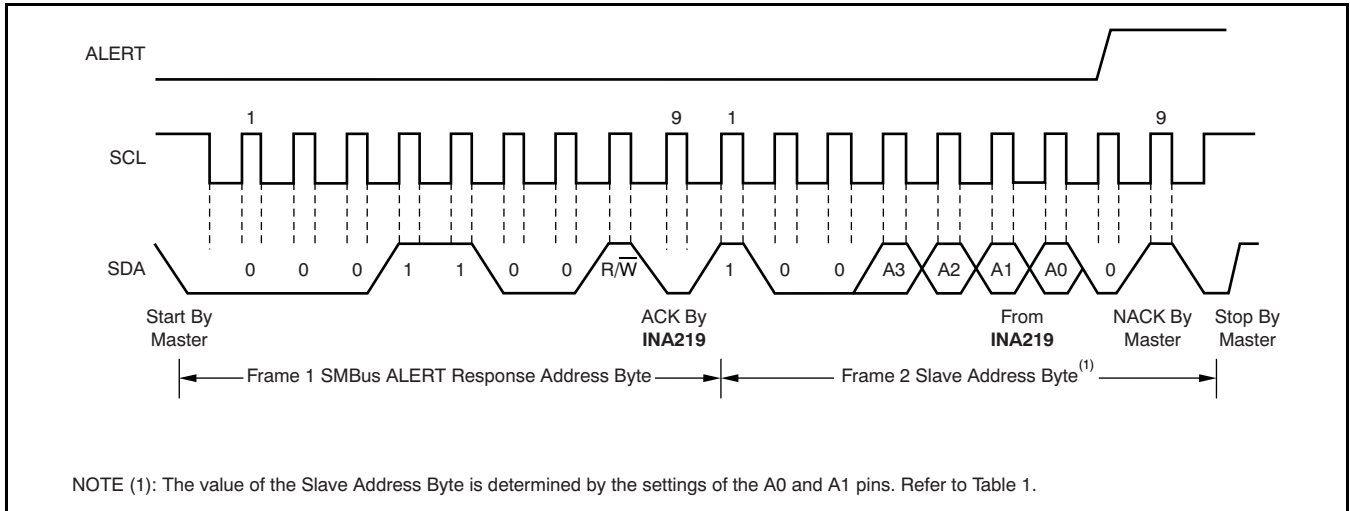 ALERT
1 9 1 9
SCL
SDA 0 0 0 1 1 0 0 R/W̅ 1 0 0 A3 A2 A1 A0 0
Start By Master
ACK By INA219
From INA219
NACK By Master
Stop By Master
Frame 1 SMBus ALERT Response Address Byte
Frame 2 Slave Address Byte(1)
NOTE (1): The value of the Slave Address Byte is determined by the settings of the A0 and A1 pins. Refer to Table 1.